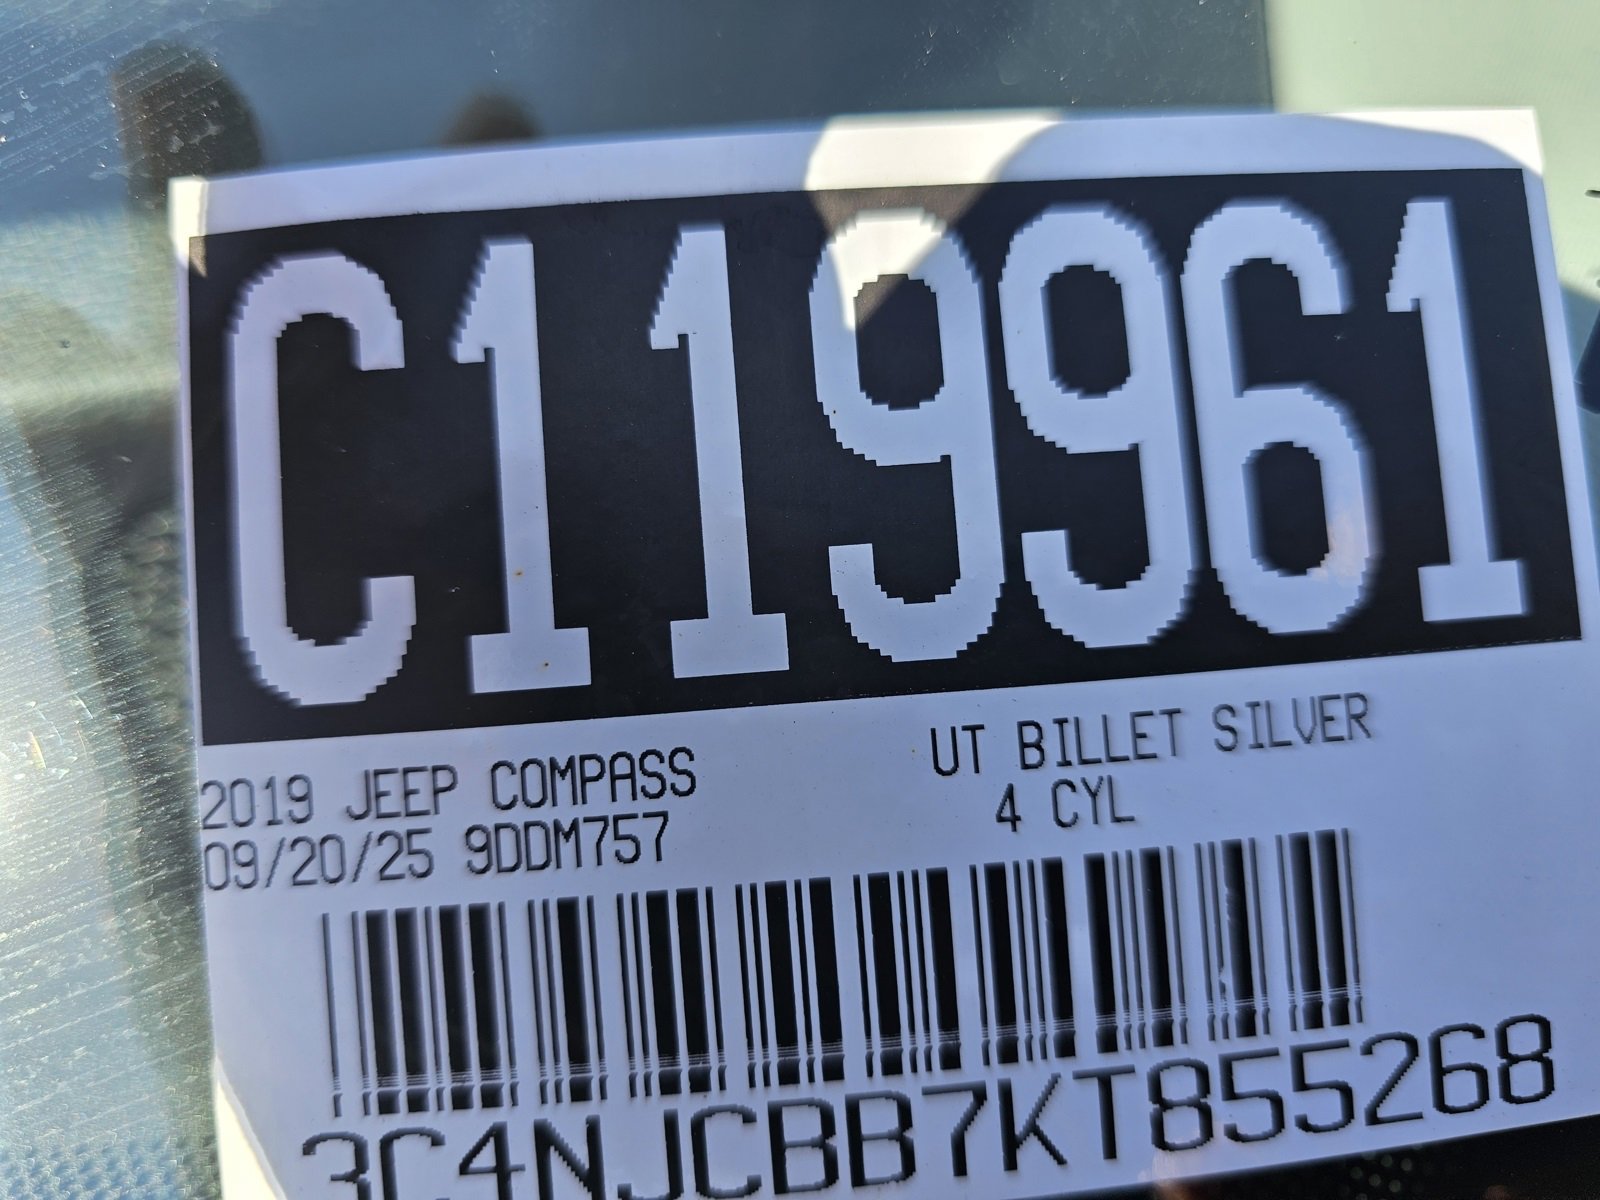 C119961
2019 JEEP COMPASS
UT BILLET SILVER
09/20/25 9DDM757
4 CYL
3C4NJCBB7KT855268